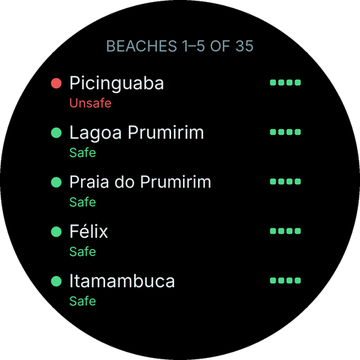 BEACHES 1–5 OF 35
Picinguaba
Unsafe
Lagoa Prumirim
Safe
Praia do Prumirim
Safe
Félix
Safe
Itamambuca
Safe